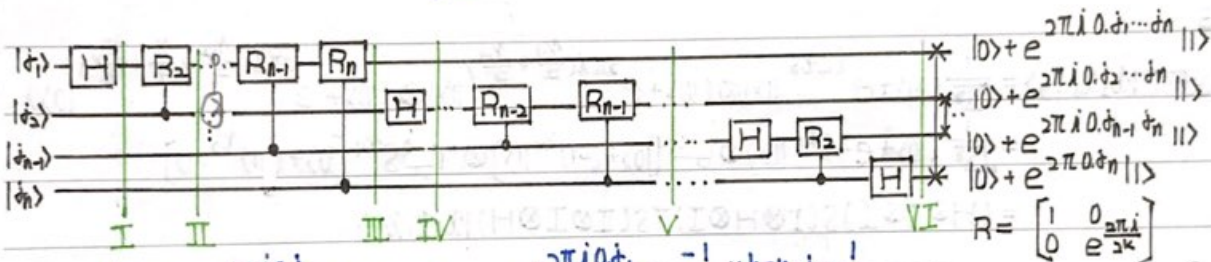 |j₁⟩ H R₂ ... Rₙ₋₁ Rₙ |0⟩ + e^{2πi 0.j₁⋯jₙ} |1⟩
|j₂⟩ H ... Rₙ₋₂ Rₙ₋₁ ... |0⟩ + e^{2πi 0.j₂⋯jₙ} |1⟩
|jₙ₋₁⟩ ... H R₂ |0⟩ + e^{2πi 0.jₙ₋₁jₙ} |1⟩
|jₙ⟩ ... H |0⟩ + e^{2π 0.jₙ} |1⟩
I II III IV V VI
R = [1 0
0 e^{2πi/2^k}]